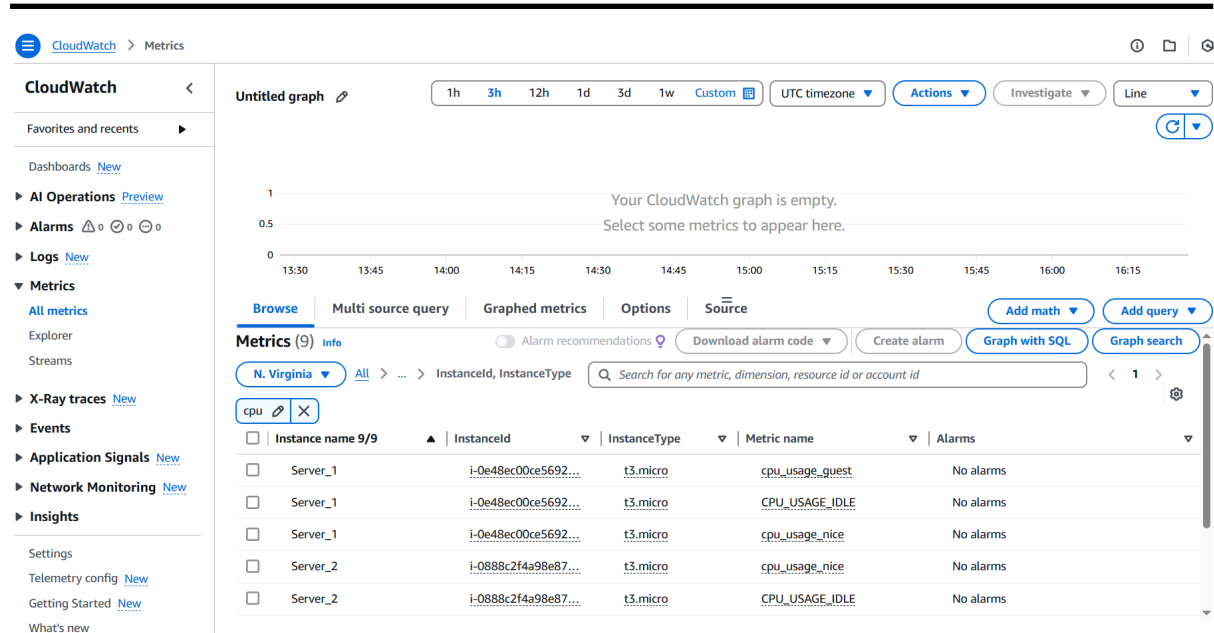 CloudWatch > Metrics
CloudWatch
Favorites and recents
Dashboards New
AI Operations Preview
Alarms 0 0 0
Logs New
Metrics
All metrics
Explorer
Streams
X-Ray traces New
Events
Application Signals New
Network Monitoring New
Insights
Settings
Telemetry config New
Getting Started New
What's new
Untitled graph
1h 3h 12h 1d 3d 1w Custom UTC timezone Actions Investigate Line
1
0.5
0
Your CloudWatch graph is empty.
Select some metrics to appear here.
13:30 13:45 14:00 14:15 14:30 14:45 15:00 15:15 15:30 15:45 16:00 16:15
Browse Multi source query Graphed metrics Options Source Add math Add query
Metrics (9) Info Alarm recommendations Download alarm code Create alarm Graph with SQL Graph search
N. Virginia All > ... > InstanceId, InstanceType Search for any metric, dimension, resource id or account id < 1 >
cpu
Instance name 9/9 InstanceId InstanceType Metric name Alarms
Server_1 i-0e48ec00ce5692... t3.micro cpu_usage_guest No alarms
Server_1 i-0e48ec00ce5692... t3.micro CPU_USAGE_IDLE No alarms
Server_1 i-0e48ec00ce5692... t3.micro cpu_usage_nice No alarms
Server_2 i-0888c2f4a98e87... t3.micro cpu_usage_nice No alarms
Server_2 i-0888c2f4a98e87... t3.micro CPU_USAGE_IDLE No alarms